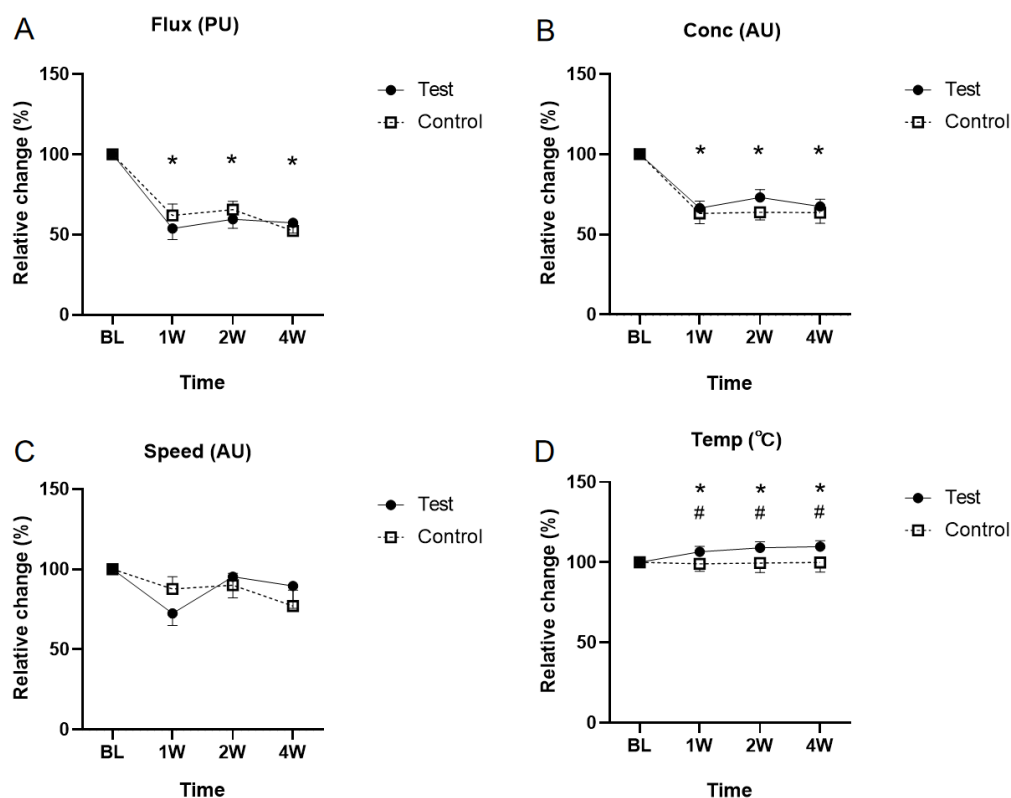 A
Flux (PU)
Relative change (%)
150
100
50
0
* * *
BL 1W 2W 4W
Time
Test
Control
B
Conc (AU)
Relative change (%)
150
100
50
0
* * *
BL 1W 2W 4W
Time
Test
Control
C
Speed (AU)
Relative change (%)
150
100
50
0
BL 1W 2W 4W
Time
Test
Control
D
Temp (℃)
Relative change (%)
150
100
50
0
* * *
# # #
BL 1W 2W 4W
Time
Test
Control